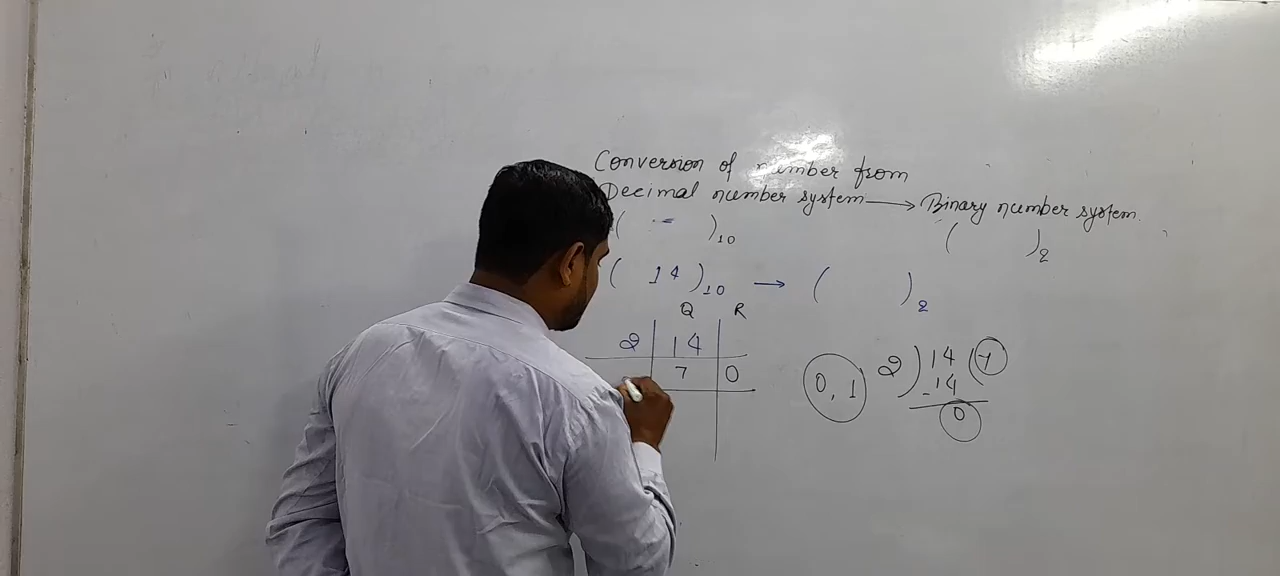 Conversion of number from
Decimal number system → Binary number system.
( = )10 ( )2
( 14 )10 → ( )2
Q R
2 | 14 |
7 | 0
0, 1
2 ) 14 ( 7
- 14
0